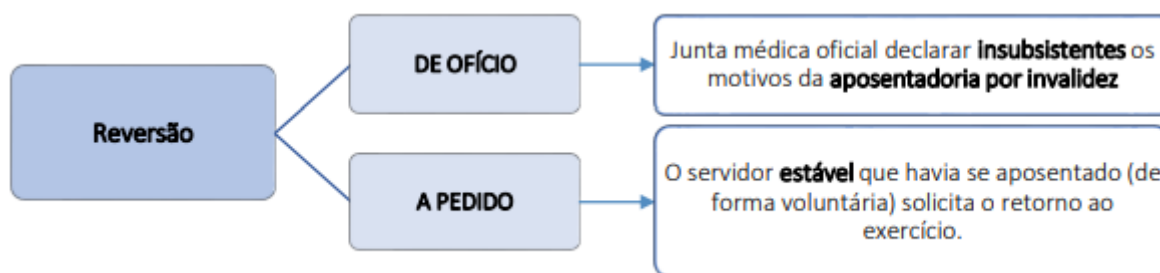 Reversão
DE OFÍCIO
Junta médica oficial declarar insubsistentes os
motivos da aposentadoria por invalidez
A PEDIDO
O servidor estável que havia se aposentado (de
forma voluntária) solicita o retorno ao
exercício.